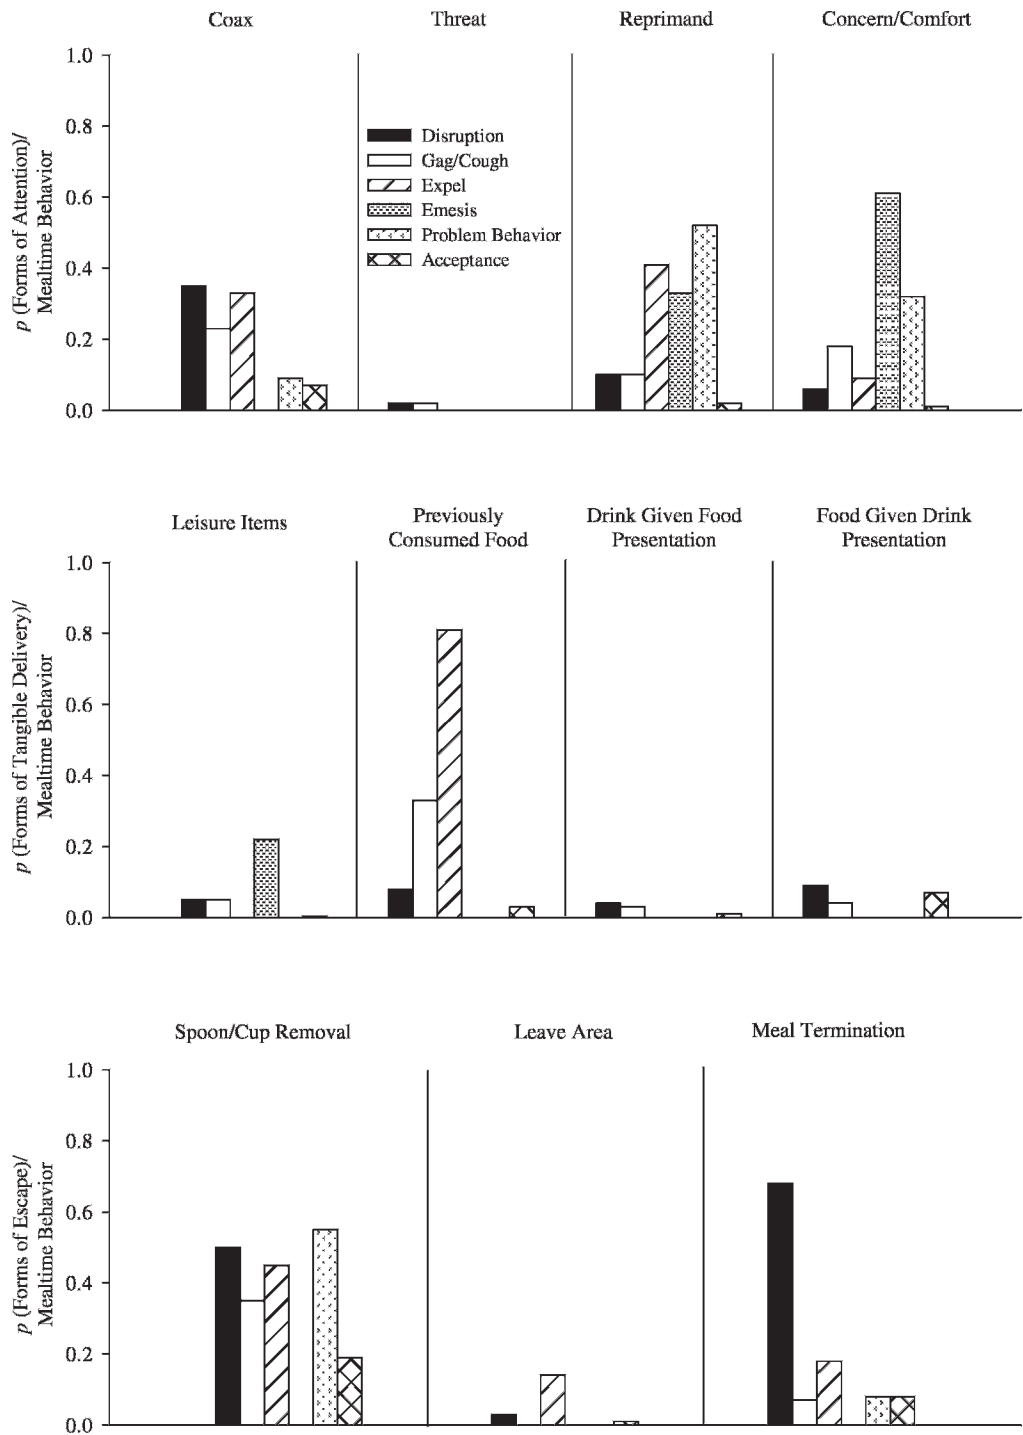 Coax Threat Reprimand Concern/Comfort
1.0
0.8
0.6
0.4
0.2
0.0
p (Forms of Attention)/
Mealtime Behavior
Disruption
Gag/Cough
Expel
Emesis
Problem Behavior
Acceptance
Leisure Items
Previously
Consumed Food
Drink Given Food
Presentation
Food Given Drink
Presentation
1.0
0.8
0.6
0.4
0.2
0.0
p (Forms of Tangible Delivery)/
Mealtime Behavior
Spoon/Cup Removal Leave Area Meal Termination
1.0
0.8
0.6
0.4
0.2
0.0
p (Forms of Escape)/
Mealtime Behavior